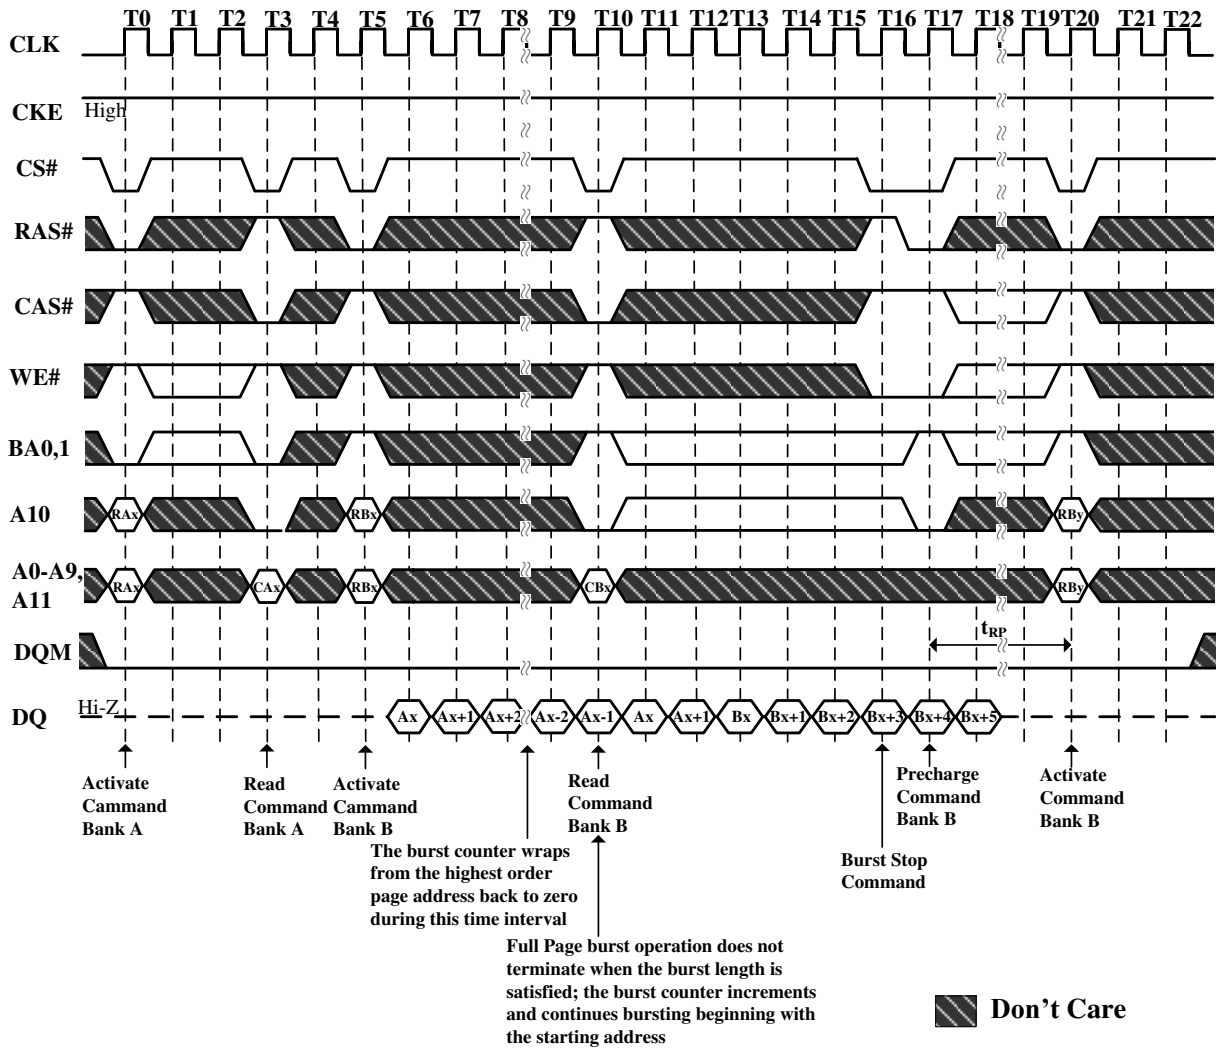 T0 T1 T2 T3 T4 T5 T6 T7 T8 T9 T10 T11 T12 T13 T14 T15 T16 T17 T18 T19 T20 T21 T22
CLK
CKE High
CS#
RAS#
CAS#
WE#
BA0,1
A10 RAx RBx RBy
A0-A9, A11 RAx CAx RBx CBx RBy
tRP
DQM
DQ Hi-Z Ax Ax+1 Ax+2 Ax-2 Ax-1 Ax Ax+1 Bx Bx+1 Bx+2 Bx+3 Bx+4 Bx+5
Activate
Cammand
Bank A
Read
Command
Bank A
Activate
Cammand
Bank B
Read
Command
Bank B
Precharge
Command
Bank B
Activate
Command
Bank B
The burst counter wraps
from the highest order
page address back to zero
during this time interval
Burst Stop
Command
Full Page burst operation does not
terminate when the burst length is
satisfied; the burst counter increments
and continues bursting beginning with
the starting address
Don't Care